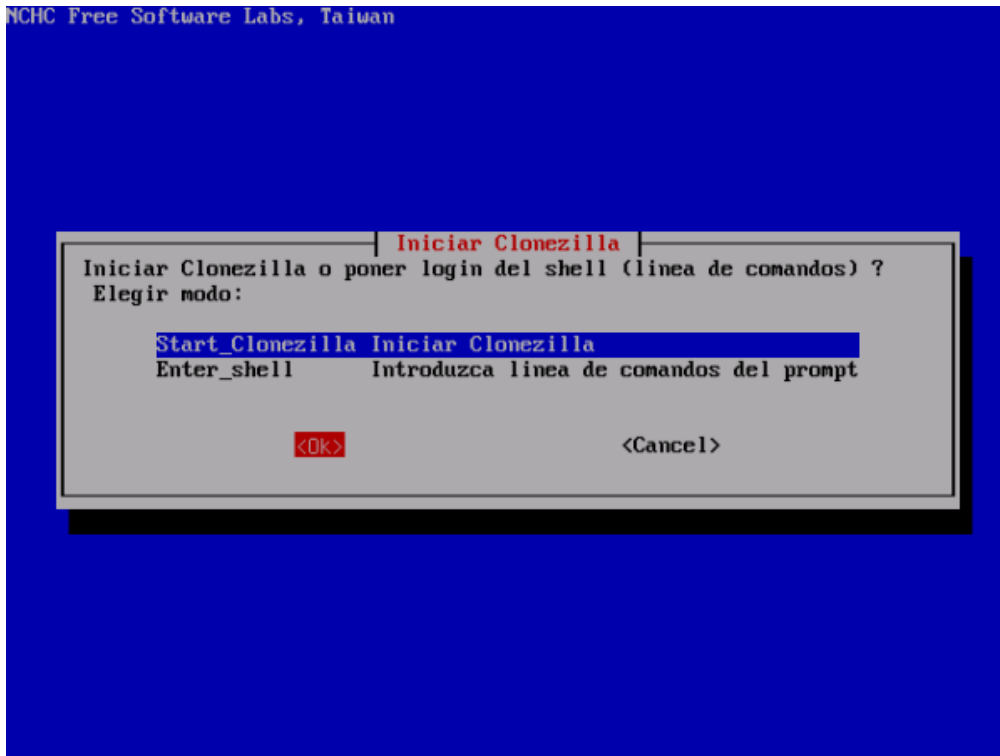 NCHC Free Software Labs, Taiwan
Iniciar Clonezilla
Iniciar Clonezilla o poner login del shell (linea de comandos) ?
Elegir modo:
Start_Clonezilla Iniciar Clonezilla
Enter_shell Introduzca linea de comandos del prompt
<Ok> <Cancel>